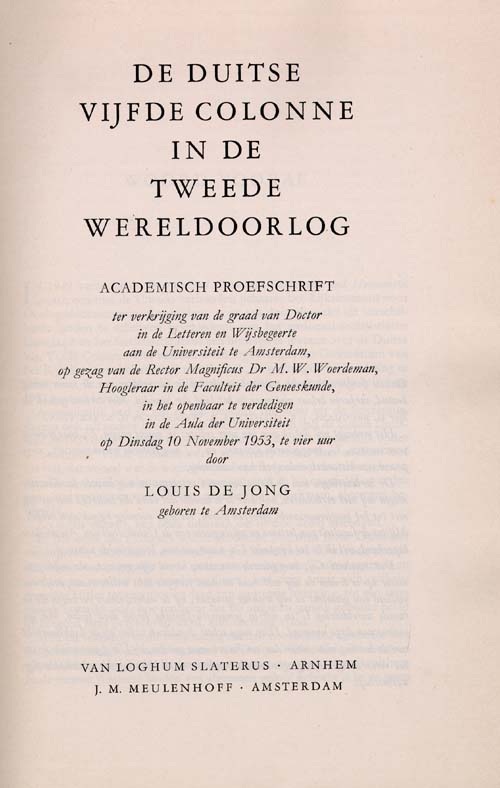 DE DUITSE
VIJFDE COLONNE
IN DE
TWEEDE
WERELDOORLOG
ACADEMISCH PROEFSCHRIFT
ter verkrijging van de graad van Doctor
in de Letteren en Wijsbegeerte
aan de Universiteit te Amsterdam,
op gezag van de Rector Magnificus Dr M. W. Woerdeman,
Hoogleraar in de Faculteit der Geneeskunde,
in het openbaar te verdedigen
in de Aula der Universiteit
op Dinsdag 10 November 1953, te vier uur
door
LOUIS DE JONG
geboren te Amsterdam
VAN LOGHUM SLATERUS · ARNHEM
J. M. MEULENHOFF · AMSTERDAM